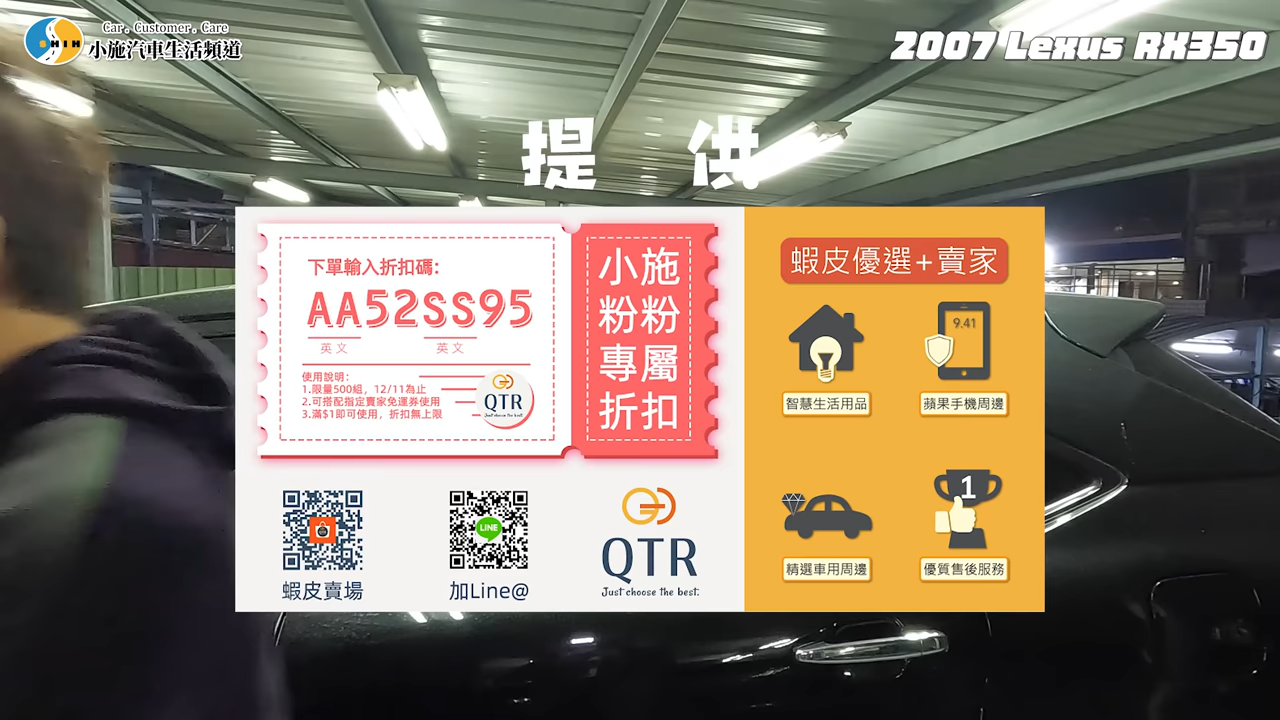 Car. Customer. Care
SHIH
小施汽車生活頻道
2007 Lexus RX350
提 供
下單輸入折扣碼:
AA52SS95
英文
英文
使用說明:
1.限量500組，12/11為止
2.可搭配指定賣家免運券使用
3.滿$1即可使用，折扣無上限
QTR
Just choose the best.
小施
粉粉
專屬
折扣
蝦皮賣場
LINE
加Line@
QTR
Just choose the best.
蝦皮優選+賣家
9.41
智慧生活用品
蘋果手機周邊
1
精選車用周邊
優質售後服務